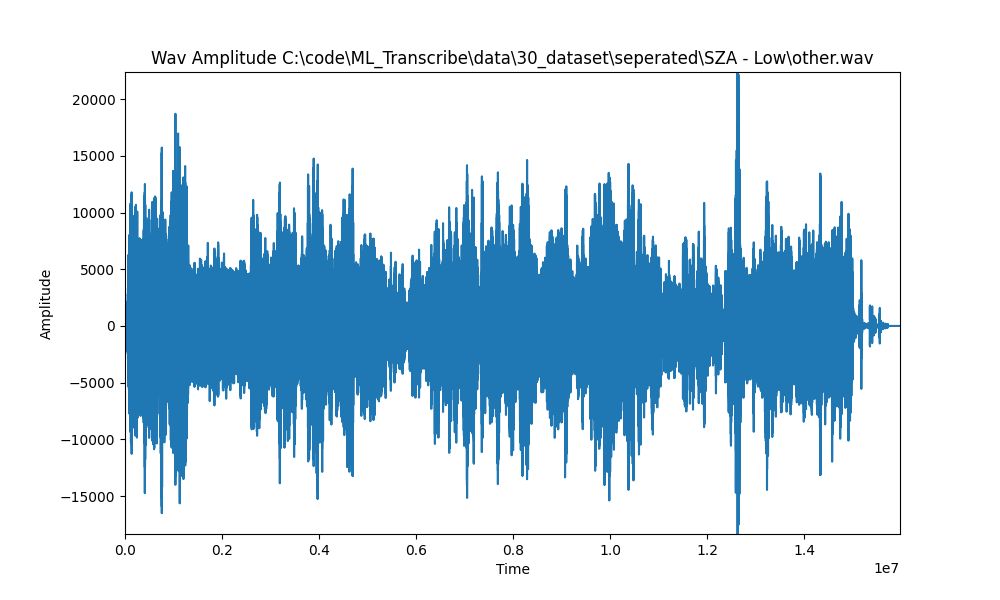 Wav Amplitude C:\code\ML_Transcribe\data\30_dataset\seperated\SZA - Low\other.wav
20000
15000
10000
5000
0
−5000
−10000
−15000
Amplitude
0.0 0.2 0.4 0.6 0.8 1.0 1.2 1.4
1e7
Time